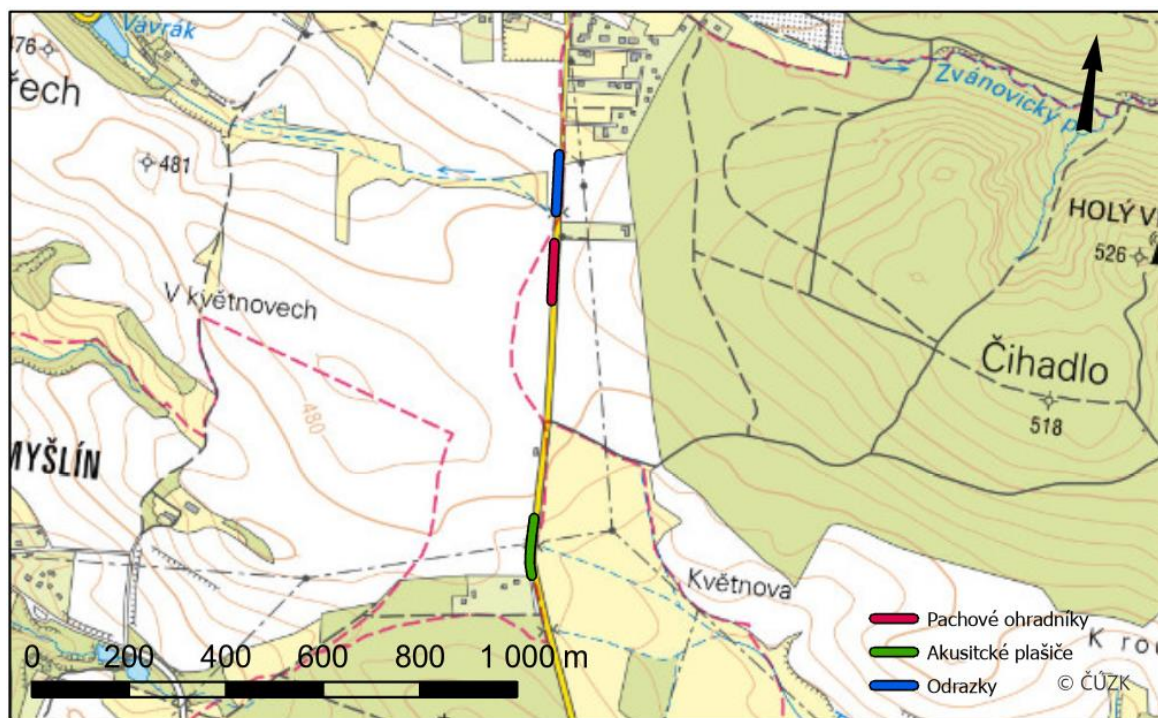 Vávrák
476
řech
481
Zvánovický p.
HOLÝ V
526
V květnovech
Čihadlo
518
480
MYŠLÍN
Květnova
K ro
Pachové ohradníky
Akusitcké plašiče
Odrazky
© ČÚZK
0 200 400 600 800 1 000 m